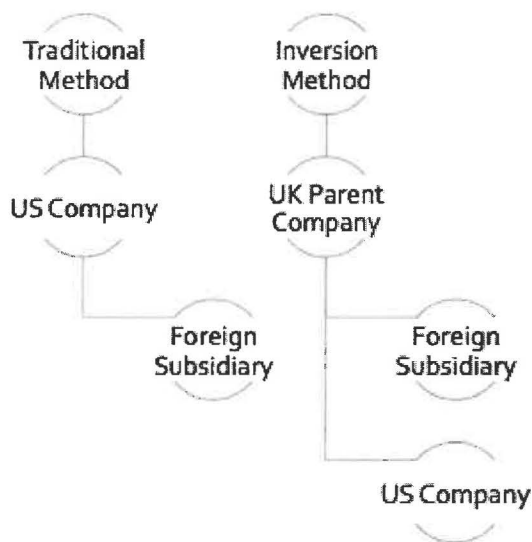 Traditional
Method
Inversion
Method
US Company
UK Parent
Company
Foreign
Subsidiary
Foreign
Subsidiary
US Company